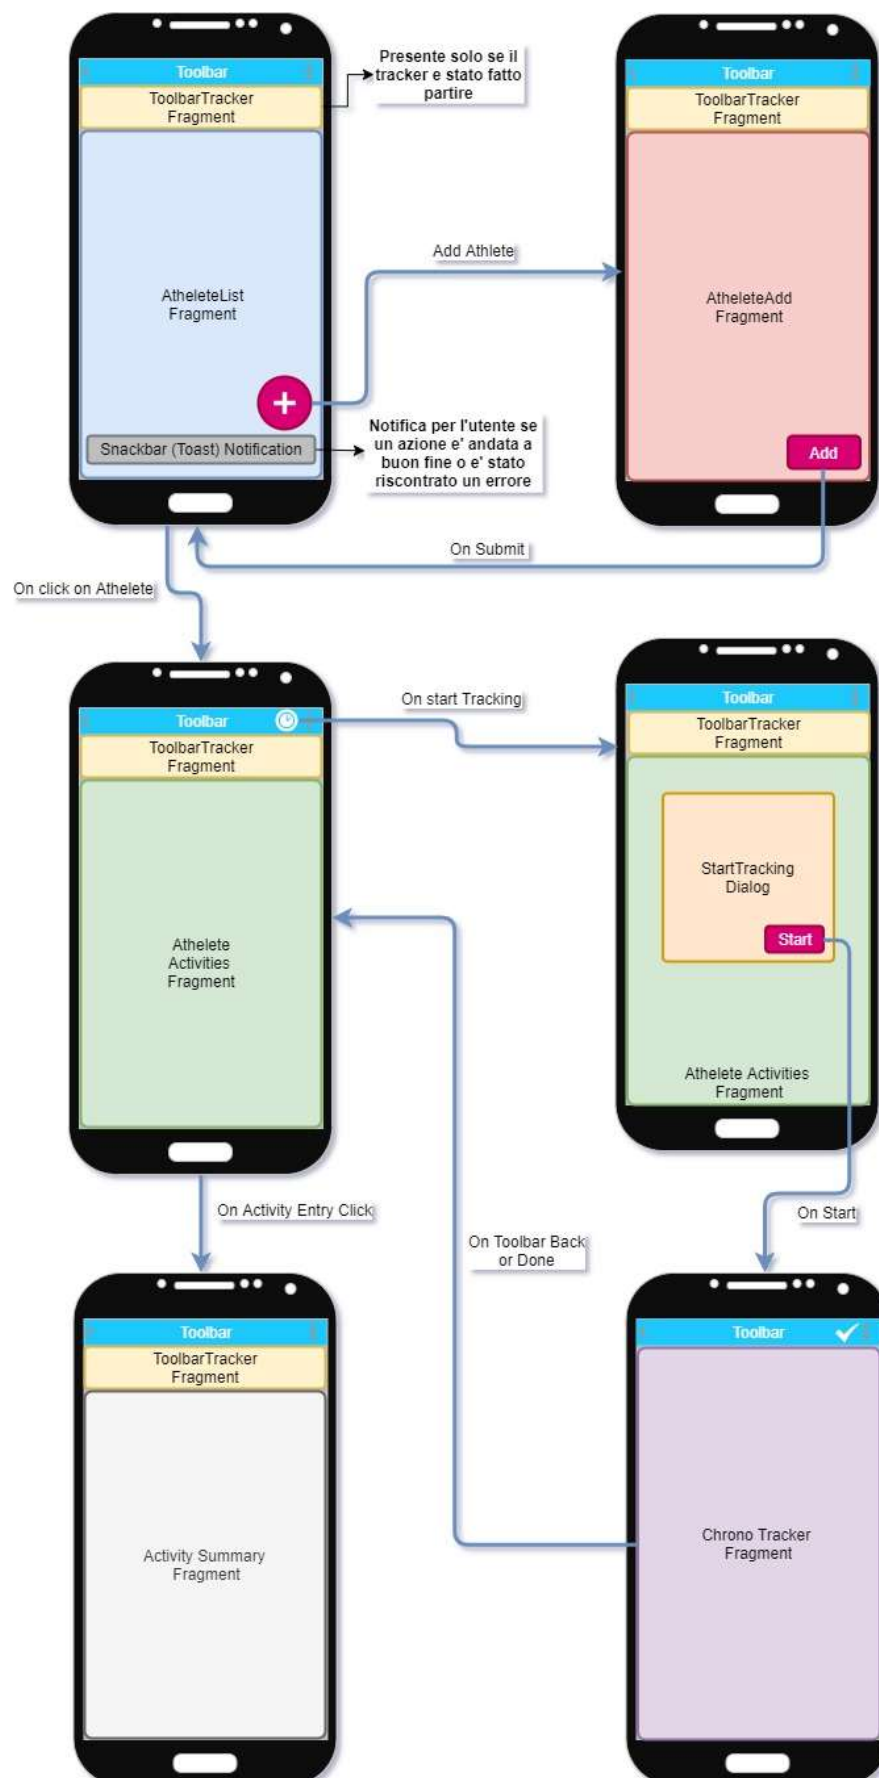 Toolbar
ToolbarTracker
Fragment
Presente solo se il
tracker e stato fatto
partire
AtheleteList
Fragment
Snackbar (Toast) Notification
Notifica per l'utente se
un azione e' andata a
buon fine o e' stato
riscontrato un errore
Add Athlete
Toolbar
ToolbarTracker
Fragment
AtheleteAdd
Fragment
Add
On Submit
On click on Athelete
Toolbar
ToolbarTracker
Fragment
Athelete
Activities
Fragment
On start Tracking
Toolbar
ToolbarTracker
Fragment
StartTracking
Dialog
Start
Athelete Activities
Fragment
On Activity Entry Click
On Toolbar Back
or Done
On Start
Toolbar
ToolbarTracker
Fragment
Activity Summary
Fragment
Toolbar
Chrono Tracker
Fragment